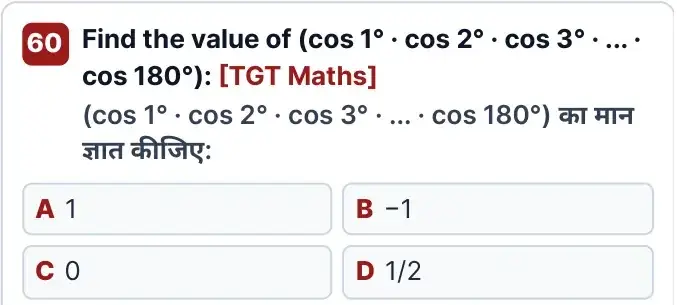 60 Find the value of (cos 1° · cos 2° · cos 3° · ... ·
cos 180°): [TGT Maths]
(cos 1° · cos 2° · cos 3° · ... · cos 180°) का मान
ज्ञात कीजिए:
A 1
B −1
C 0
D 1/2